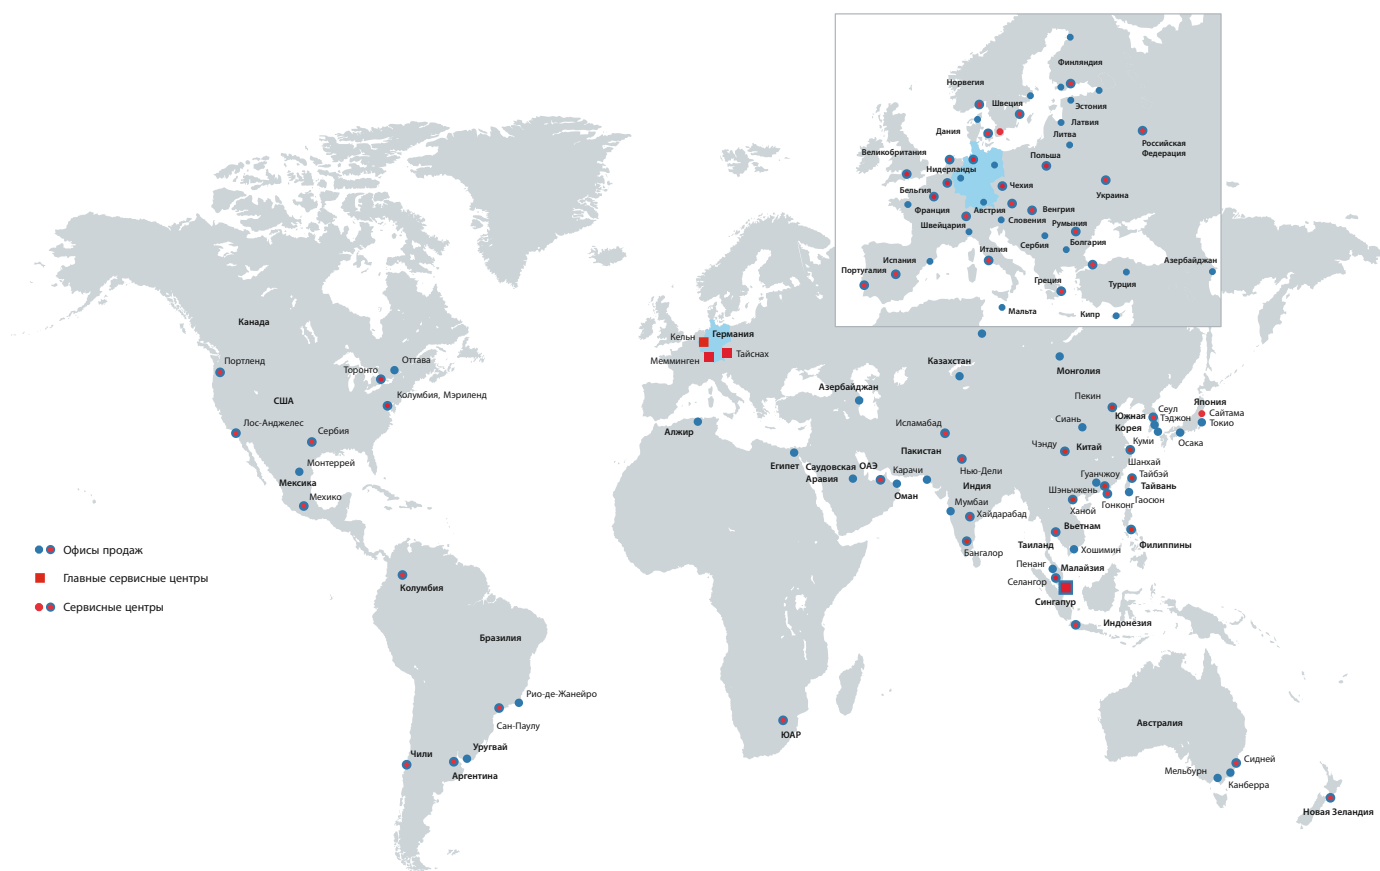 Финляндия
Норвегия
Швеция
Эстония
Дания
Латвия
Литва
Российская
Федерация
Великобритания
Польша
Нидерланды
Чехия
Бельгия
Украина
Франция
Австрия
Венгрия
Словения
Швейцария
Румыния
Сербия
Болгария
Италия
Испания
Азербайджан
Португалия
Греция
Турция
Мальта
Кипр
Канада
Портленд
Оттава
Торонто
США
Колумбия, Мэриленд
Лос-Анджелес
Сербия
Монтеррей
Мексика
Мехико
Кельн
Германия
Мемминген
Тайснах
Казахстан
Монголия
Азербайджан
Пекин
Япония
Сеул
Сайтама
Южная
Корея
Тэджон
Токио
Алжир
Исламабад
Сиань
Куми
Осака
Пакистан
Чэнду
Китай
Шанхай
Египет
Саудовская
Аравия
ОАЭ
Карачи
Нью-Дели
Гуанчжоу
Тайбэй
Индия
Шэньчжень
Тайвань
Оман
Мумбаи
Гаосюн
Гонконг
Хайдарабад
Ханой
Вьетнам
Таиланд
Филиппины
Бангалор
Хошимин
Пенанг
Малайзия
Селангор
Сингапур
Индонезия
Офисы продаж
Главные сервисные центры
Сервисные центры
Колумбия
Бразилия
Рио-де-Жанейро
Сан-Паулу
Уругвай
Чили
Аргентина
ЮАР
Австралия
Сидней
Мельбурн
Канберра
Новая Зеландия